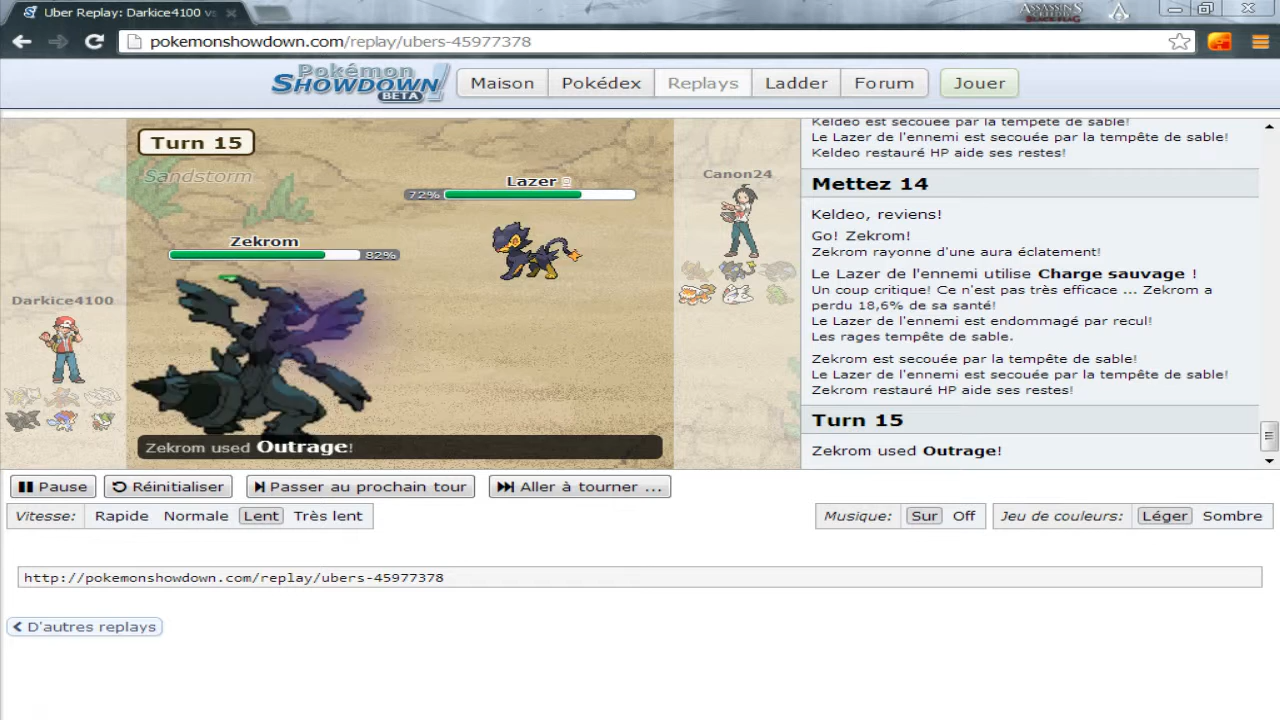 Uber Replay: Darkice4100 v
ASSASSIN'S
pokemonshowdown.com/replay/ubers-45977378
Pokémon
SHOWDOWN!
BETA
Maison
Pokédex
Replays
Ladder
Forum
Jouer
Turn 15
Sandstorm
Lazer
72%
Zekrom
82%
Darkice4100
Canon24
Zekrom used Outrage!
Keldeo est secouée par la tempête de sable!
Le Lazer de l'ennemi est secouée par la tempête de sable!
Keldeo restauré HP aide ses restes!
Mettez 14
Keldeo, reviens!
Go! Zekrom!
Zekrom rayonne d'une aura éclatement!
Le Lazer de l'ennemi utilise Charge sauvage !
Un coup critique! Ce n'est pas très efficace ... Zekrom a
perdu 18,6% de sa santé!
Le Lazer de l'ennemi est endommagé par recul!
Les rages tempête de sable.
Zekrom est secouée par la tempête de sable!
Le Lazer de l'ennemi est secouée par la tempête de sable!
Zekrom restauré HP aide ses restes!
Turn 15
Zekrom used Outrage!
Pause
Réinitialiser
Passer au prochain tour
Aller à tourner ...
Vitesse:
Rapide
Normale
Lent
Très lent
Musique:
Sur
Off
Jeu de couleurs:
Léger
Sombre
http://pokemonshowdown.com/replay/ubers-45977378
D'autres replays